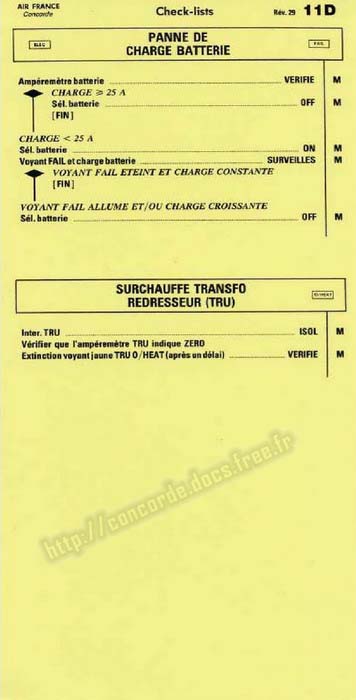 AIR FRANCE Check-lists Rév. 29 11D
Concorde
ELEC PANNE DE FAIL
CHARGE BATTERIE
Ampéremètre batterie VERIFIE M
CHARGE ≥ 25 A
Sél. batterie OFF M
[FIN]
CHARGE < 25 A
Sél. batterie ON M
Voyant FAIL et charge batterie SURVEILLES M
VOYANT FAIL ETEINT ET CHARGE CONSTANTE
[FIN]
VOYANT FAIL ALLUME ET/OU CHARGE CROISSANTE
Sél. batterie OFF M
SURCHAUFFE TRANSFO
REDRESSEUR (TRU) O/HEAT
Inter. TRU ISOL M
Vérifier que l'ampéremètre TRU indique ZERO
Extinction voyant jaune TRU O/HEAT (après un délai) VERIFIE M
http://concorde.docs.free.fr